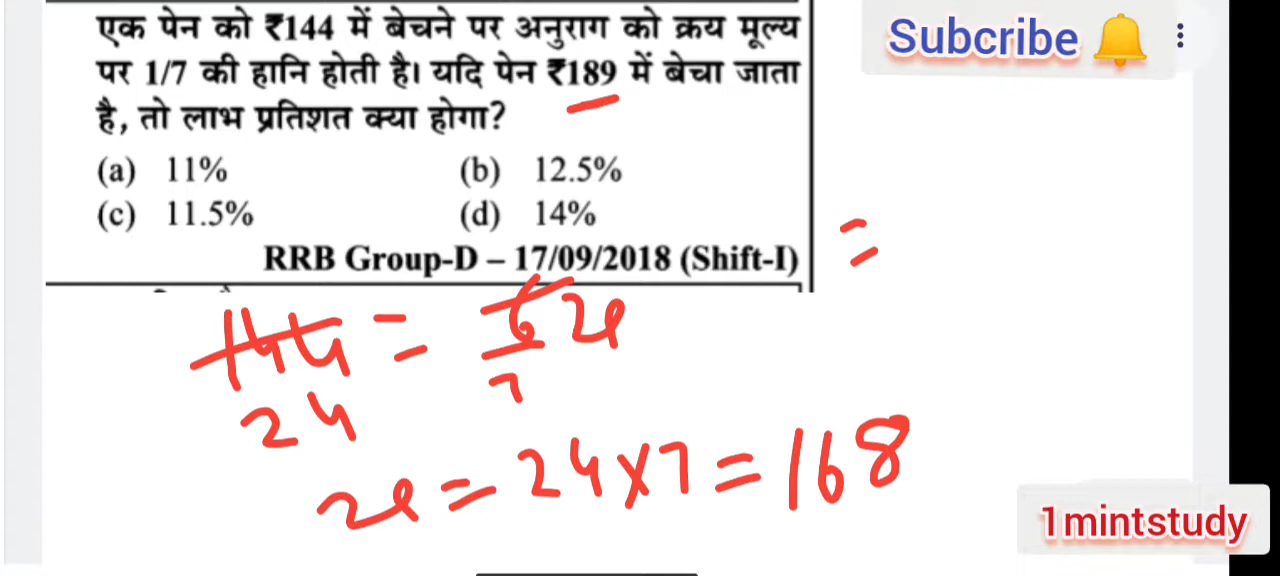 एक पेन को ₹144 में बेचने पर अनुराग को क्रय मूल्य
पर 1/7 की हानि होती है। यदि पेन ₹189 में बेचा जाता
है, तो लाभ प्रतिशत क्या होगा?
(a) 11% (b) 12.5%
(c) 11.5% (d) 14%
RRB Group-D – 17/09/2018 (Shift-I)
Subcribe
=
144 = 6/7 x
24
x = 24×7 = 168
1mintstudy